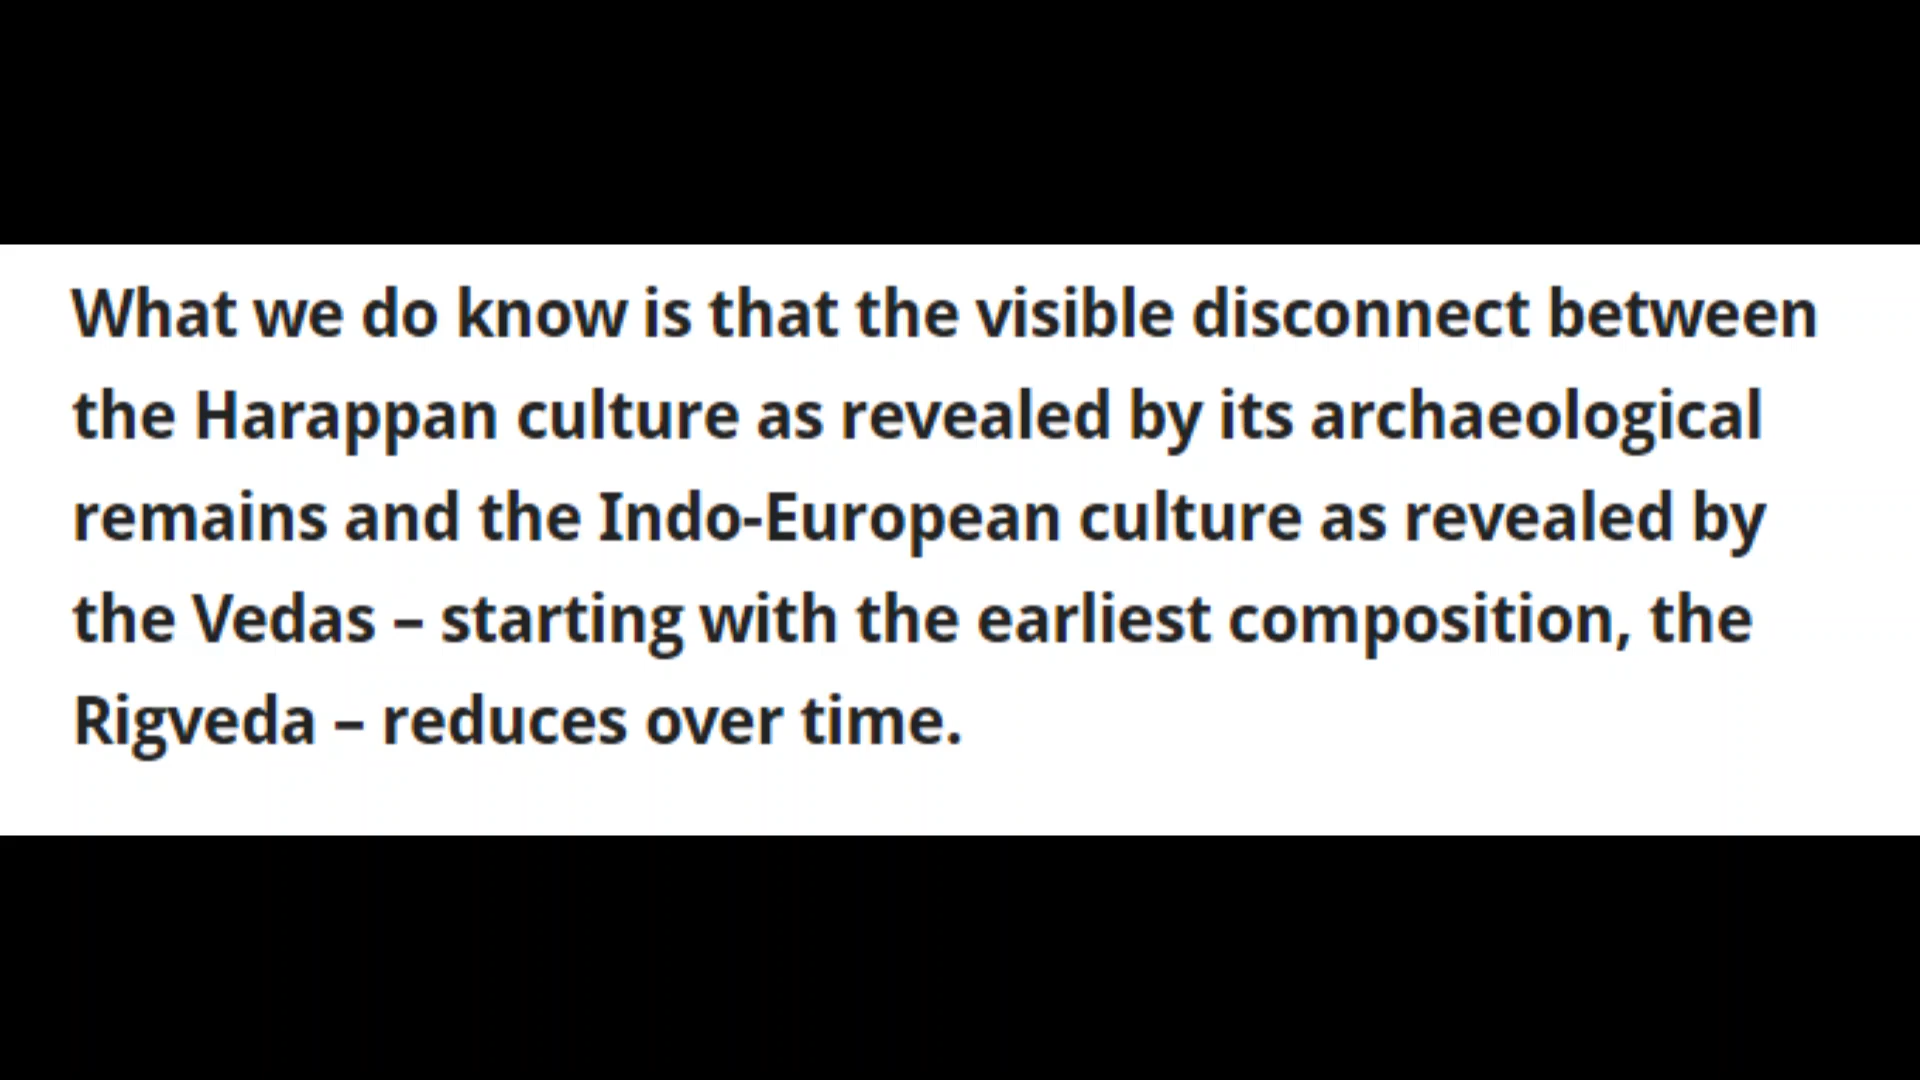 What we do know is that the visible disconnect between
the Harappan culture as revealed by its archaeological
remains and the Indo-European culture as revealed by
the Vedas – starting with the earliest composition, the
Rigveda – reduces over time.